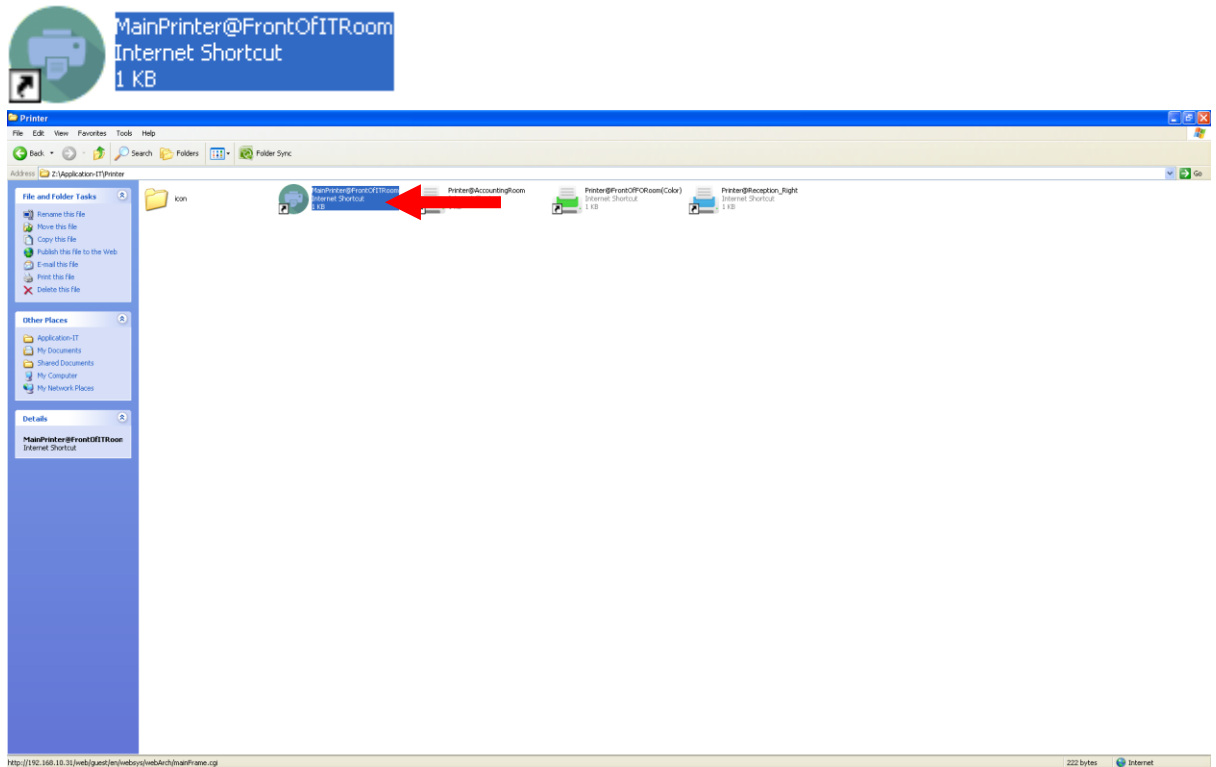 MainPrinter@FrontOfITRoom
Internet Shortcut
1 KB
Printer
File Edit View Favorites Tools Help
Back Search Folders Folder Sync
Address Z:\Application-IT\Printer Go
File and Folder Tasks
Rename this file
Move this file
Copy this file
Publish this file to the Web
E-mail this file
Print this file
Delete this file
Other Places
Application-IT
My Documents
Shared Documents
My Computer
My Network Places
Details
MainPrinter@FrontOfITRoom
Internet Shortcut
icon
MainPrinter@FrontOfITRoom
Internet Shortcut
1 KB
Printer@AccountingRoom
Printer@FrontOfFORoom(Color)
Internet Shortcut
1 KB
Printer@Reception_Right
Internet Shortcut
1 KB
http://192.168.10.31/web/guest/en/websys/webArch/mainFrame.cgi
222 bytes Internet